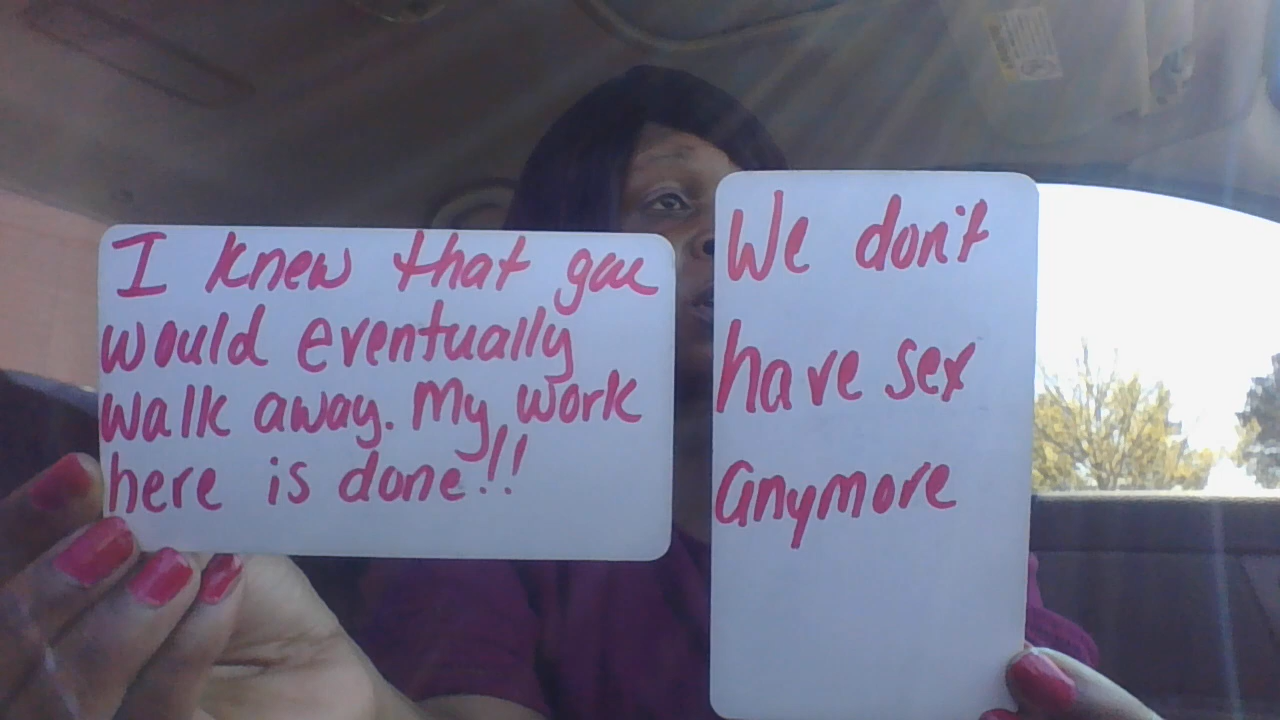 I knew that you
would eventually
walk away. My work
here is done!!
We don't
have sex
anymore